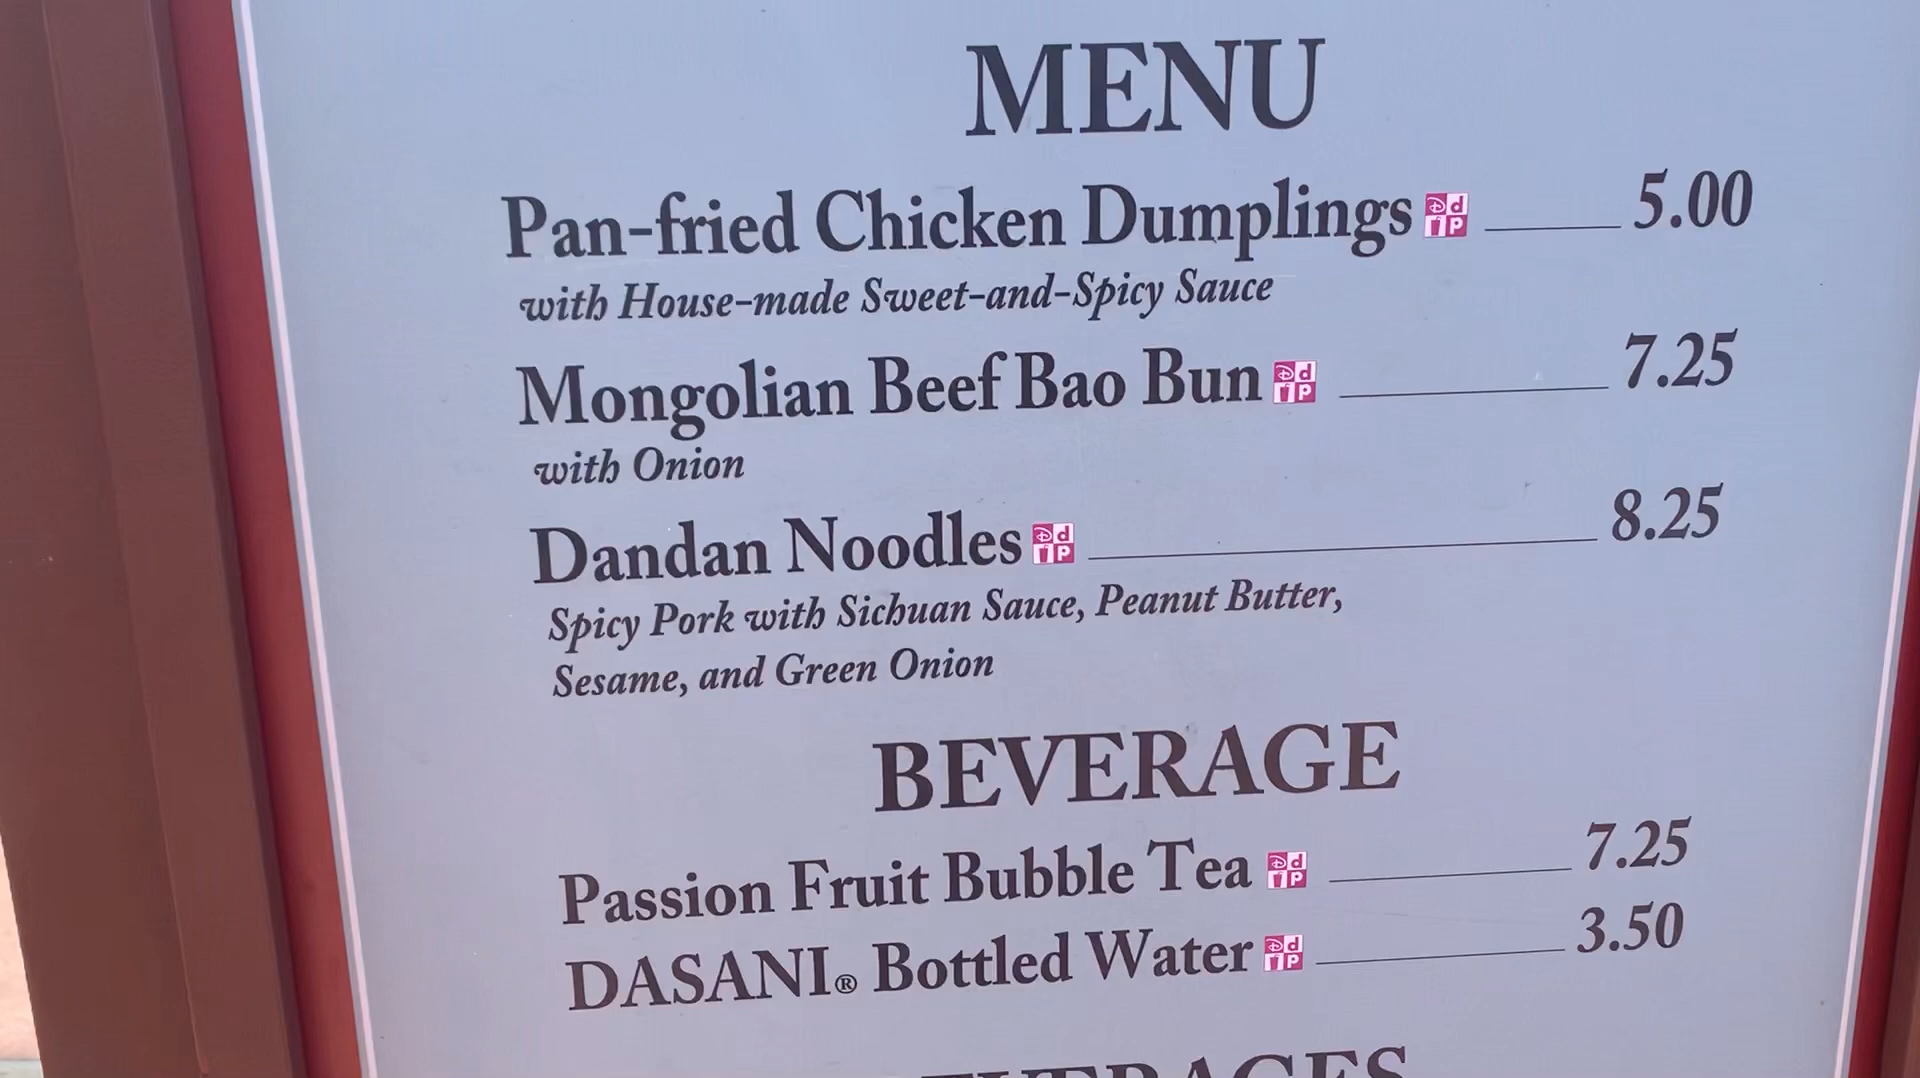 MENU
Pan-fried Chicken Dumplings 5.00
with House-made Sweet-and-Spicy Sauce
Mongolian Beef Bao Bun 7.25
with Onion
Dandan Noodles 8.25
Spicy Pork with Sichuan Sauce, Peanut Butter,
Sesame, and Green Onion
BEVERAGE
Passion Fruit Bubble Tea 7.25
DASANI® Bottled Water 3.50